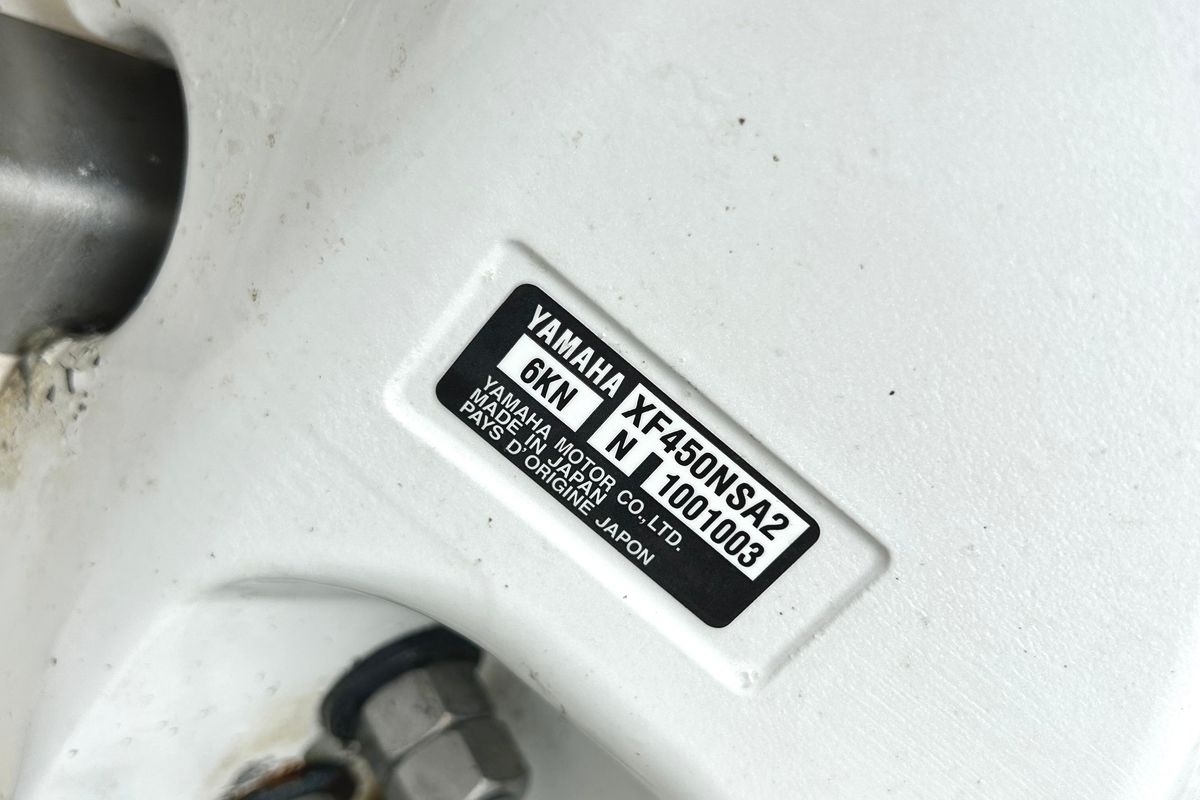 YAMAHA XF450NSA2
6KN N 1001003
YAMAHA MOTOR CO.,LTD.
MADE IN JAPAN
PAYS D'ORIGINE JAPON